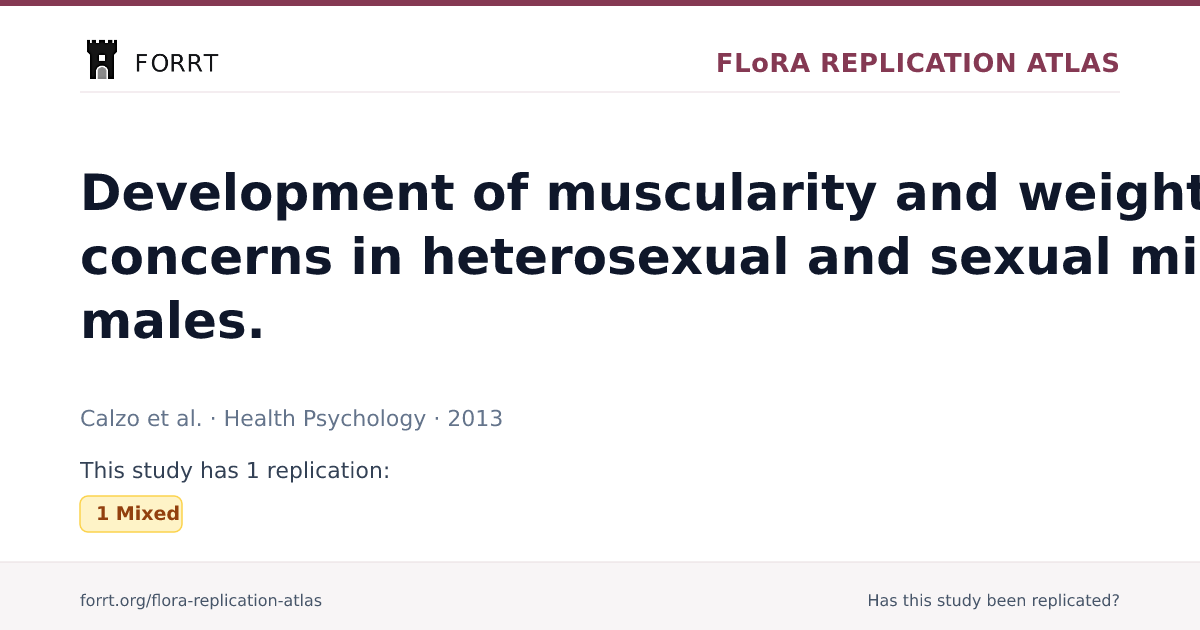 FORRT
FLoRA REPLICATION ATLAS
Development of muscularity and weight
concerns in heterosexual and sexual mi
males.
Calzo et al. · Health Psychology · 2013
This study has 1 replication:
1 Mixed
forrt.org/flora-replication-atlas
Has this study been replicated?